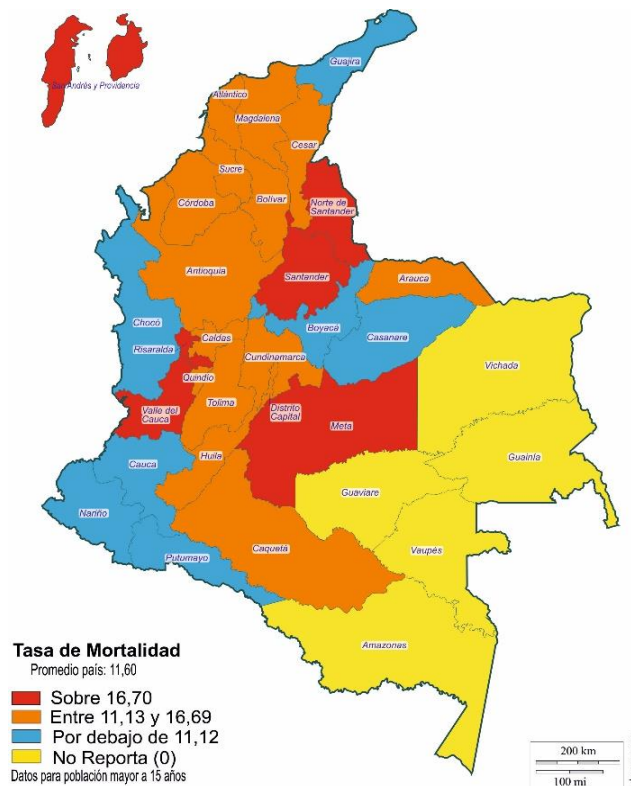 San Andrés y Providencia
Guajira
Atlántico
Magdalena
Cesar
Sucre
Córdoba
Bolívar
Norte de
Santander
Antioquia
Santander
Arauca
Chocó
Boyacá
Casanare
Risaralda
Caldas
Cundinamarca
Vichada
Quindío
Tolima
Valle del
Cauca
Distrito
Capital
Meta
Huila
Cauca
Guainía
Guaviare
Nariño
Caquetá
Vaupés
Putumayo
Amazonas
Tasa de Mortalidad
Promedio país: 11,60
Sobre 16,70
Entre 11,13 y 16,69
Por debajo de 11,12
No Reporta (0)
Datos para población mayor a 15 años
200 km
100 mi